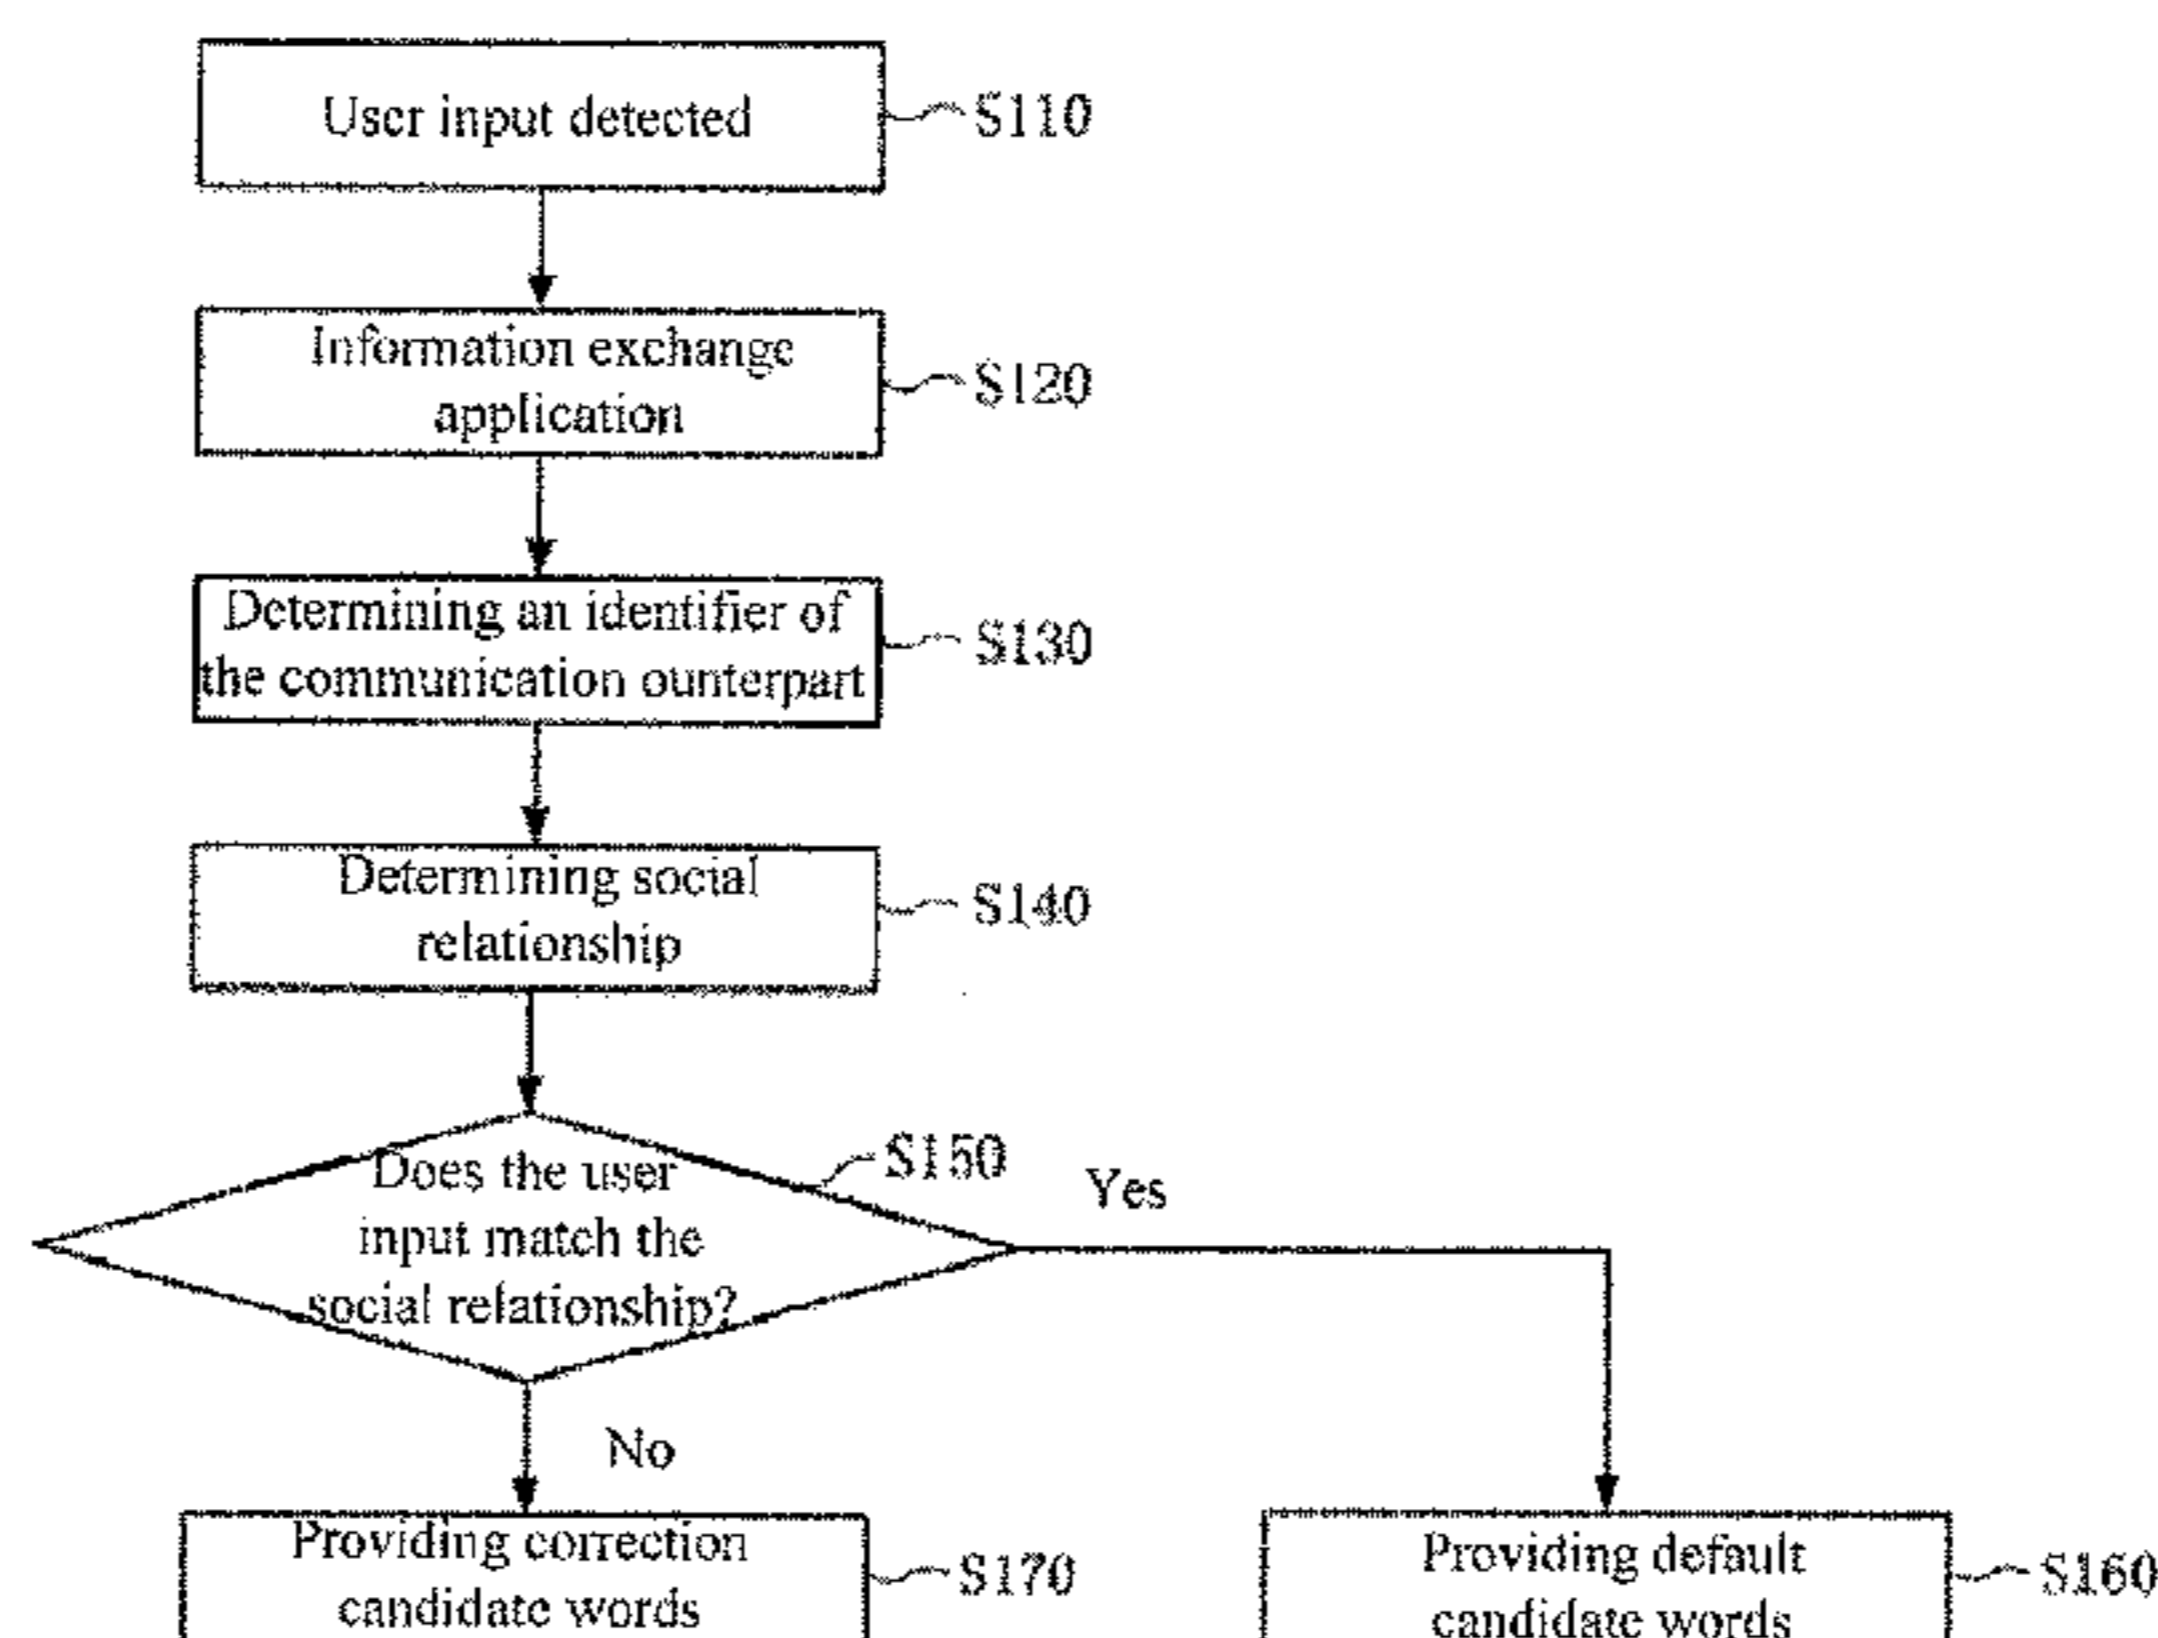 User input detected
S110
Information exchange
application
S120
Determining an identifier of
the communication ounterpart
S130
Determining social
relationship
S140
Does the user
input match the
social relationship?
S150
Yes
No
Providing correction
candidate words
S170
Providing default
candidate words
S160